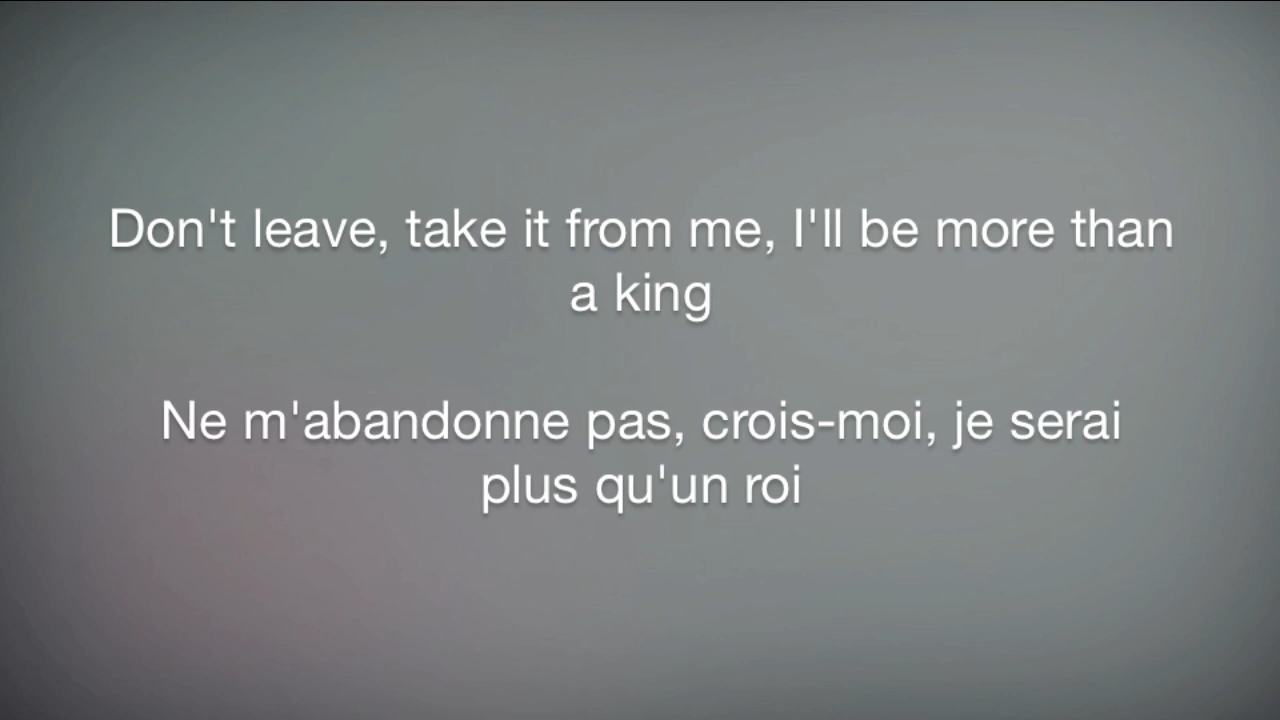 Don't leave, take it from me, I'll be more than
a king
Ne m'abandonne pas, crois-moi, je serai
plus qu'un roi